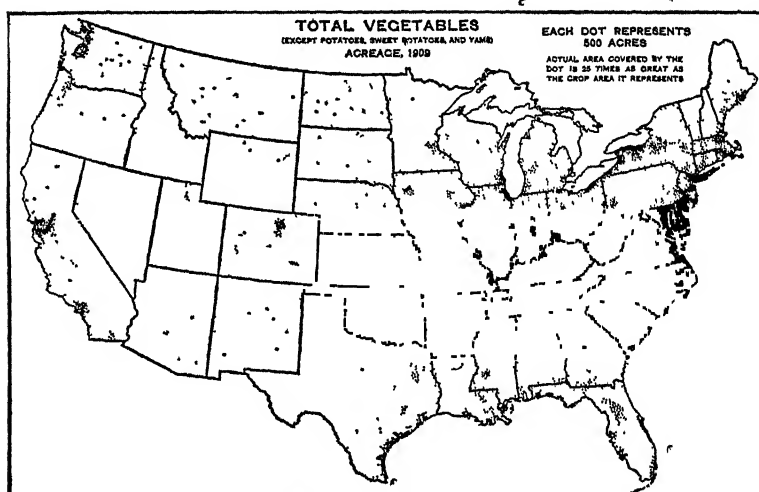 TOTAL VEGETABLES
(EXCEPT POTATOES, SWEET POTATOES, AND YAMS)
ACREAGE, 1909
EACH DOT REPRESENTS
500 ACRES
ACTUAL AREA COVERED BY THE
DOT IS 25 TIMES AS GREAT AS
THE CROP AREA IT REPRESENTS